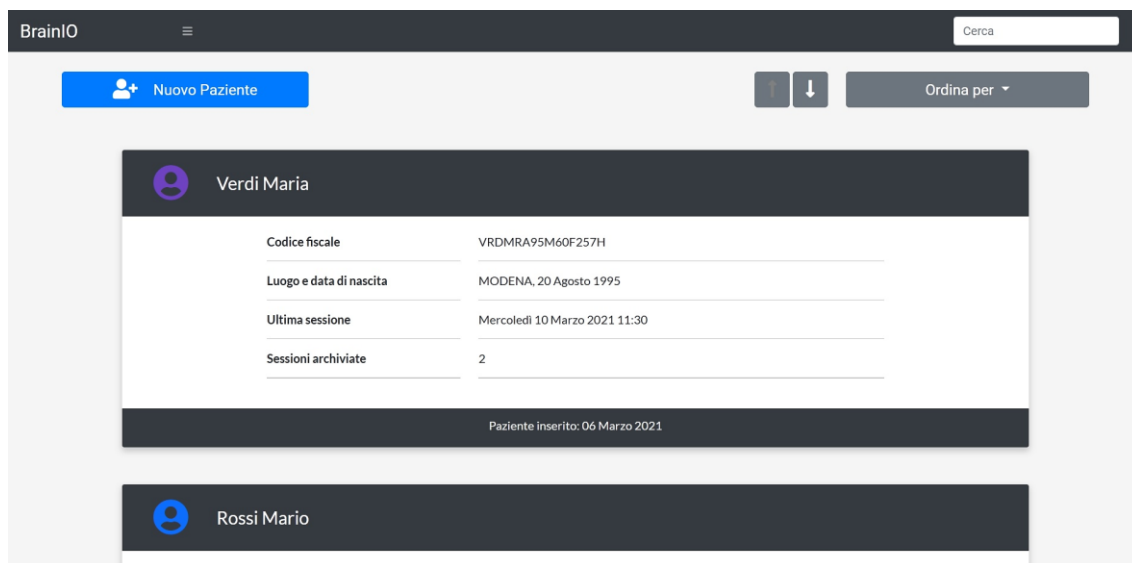 BrainIO
Cerca
Nuovo Paziente
Ordina per
Verdi Maria
Codice fiscale VRDMRA95M60F257H
Luogo e data di nascita MODENA, 20 Agosto 1995
Ultima sessione Mercoledì 10 Marzo 2021 11:30
Sessioni archiviate 2
Paziente inserito: 06 Marzo 2021
Rossi Mario